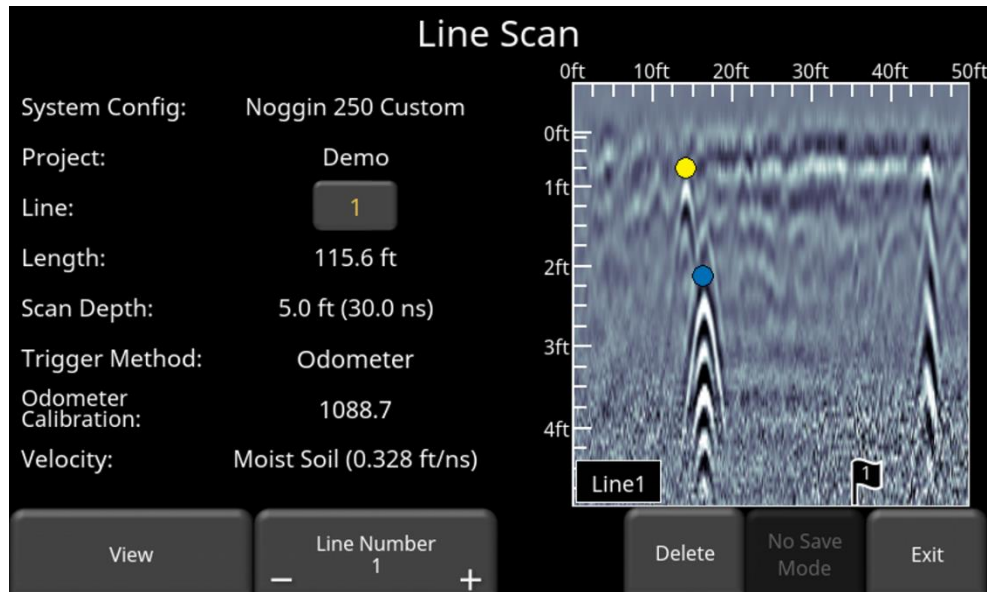 Line Scan
System Config: Noggin 250 Custom
Project: Demo
Line: 1
Length: 115.6 ft
Scan Depth: 5.0 ft (30.0 ns)
Trigger Method: Odometer
Odometer
Calibration: 1088.7
Velocity: Moist Soil (0.328 ft/ns)
0ft 10ft 20ft 30ft 40ft 50ft
0ft
1ft
2ft
3ft
4ft
Line1
1
View
Line Number
1
− +
Delete
No Save
Mode
Exit